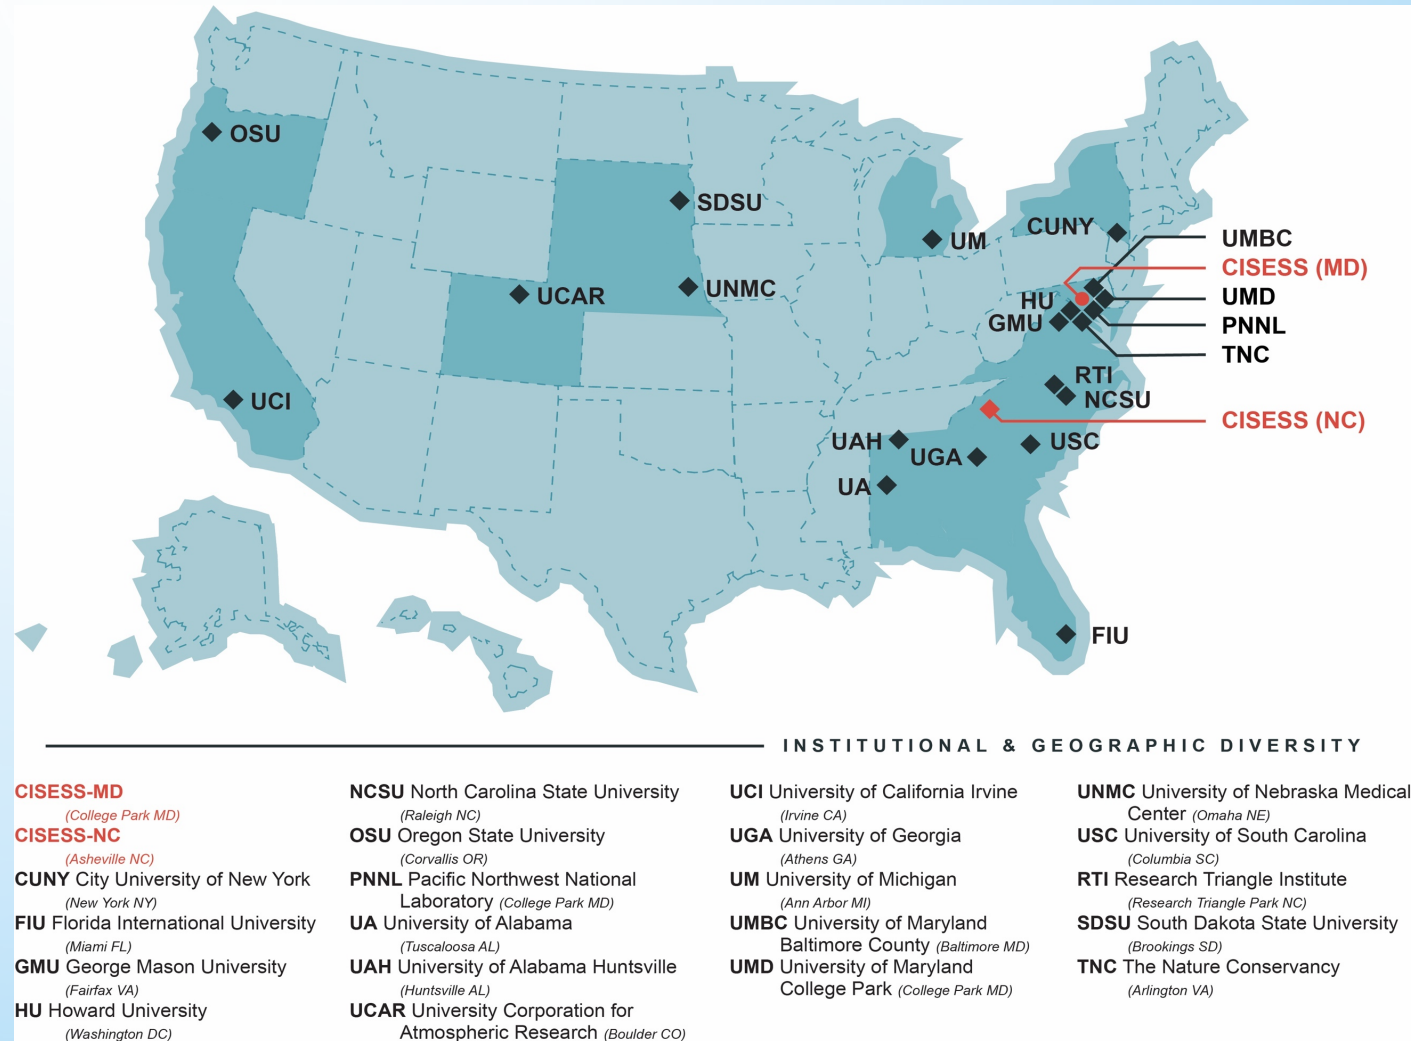 OSU
SDSU
UM
CUNY
UMBC
CISESS (MD)
UCAR
UNMC
HU
UMD
GMU
PNNL
TNC
RTI
UCI
NCSU
CISESS (NC)
UAH
USC
UGA
UA
FIU
INSTITUTIONAL & GEOGRAPHIC DIVERSITY
CISESS-MD
(College Park MD)
CISESS-NC
(Asheville NC)
CUNY City University of New York
(New York NY)
FIU Florida International University
(Miami FL)
GMU George Mason University
(Fairfax VA)
HU Howard University
(Washington DC)
NCSU North Carolina State University
(Raleigh NC)
OSU Oregon State University
(Corvallis OR)
PNNL Pacific Northwest National
Laboratory (College Park MD)
UA University of Alabama
(Tuscaloosa AL)
UAH University of Alabama Huntsville
(Huntsville AL)
UCAR University Corporation for
Atmospheric Research (Boulder CO)
UCI University of California Irvine
(Irvine CA)
UGA University of Georgia
(Athens GA)
UM University of Michigan
(Ann Arbor MI)
UMBC University of Maryland
Baltimore County (Baltimore MD)
UMD University of Maryland
College Park (College Park MD)
UNMC University of Nebraska Medical
Center (Omaha NE)
USC University of South Carolina
(Columbia SC)
RTI Research Triangle Institute
(Research Triangle Park NC)
SDSU South Dakota State University
(Brookings SD)
TNC The Nature Conservancy
(Arlington VA)